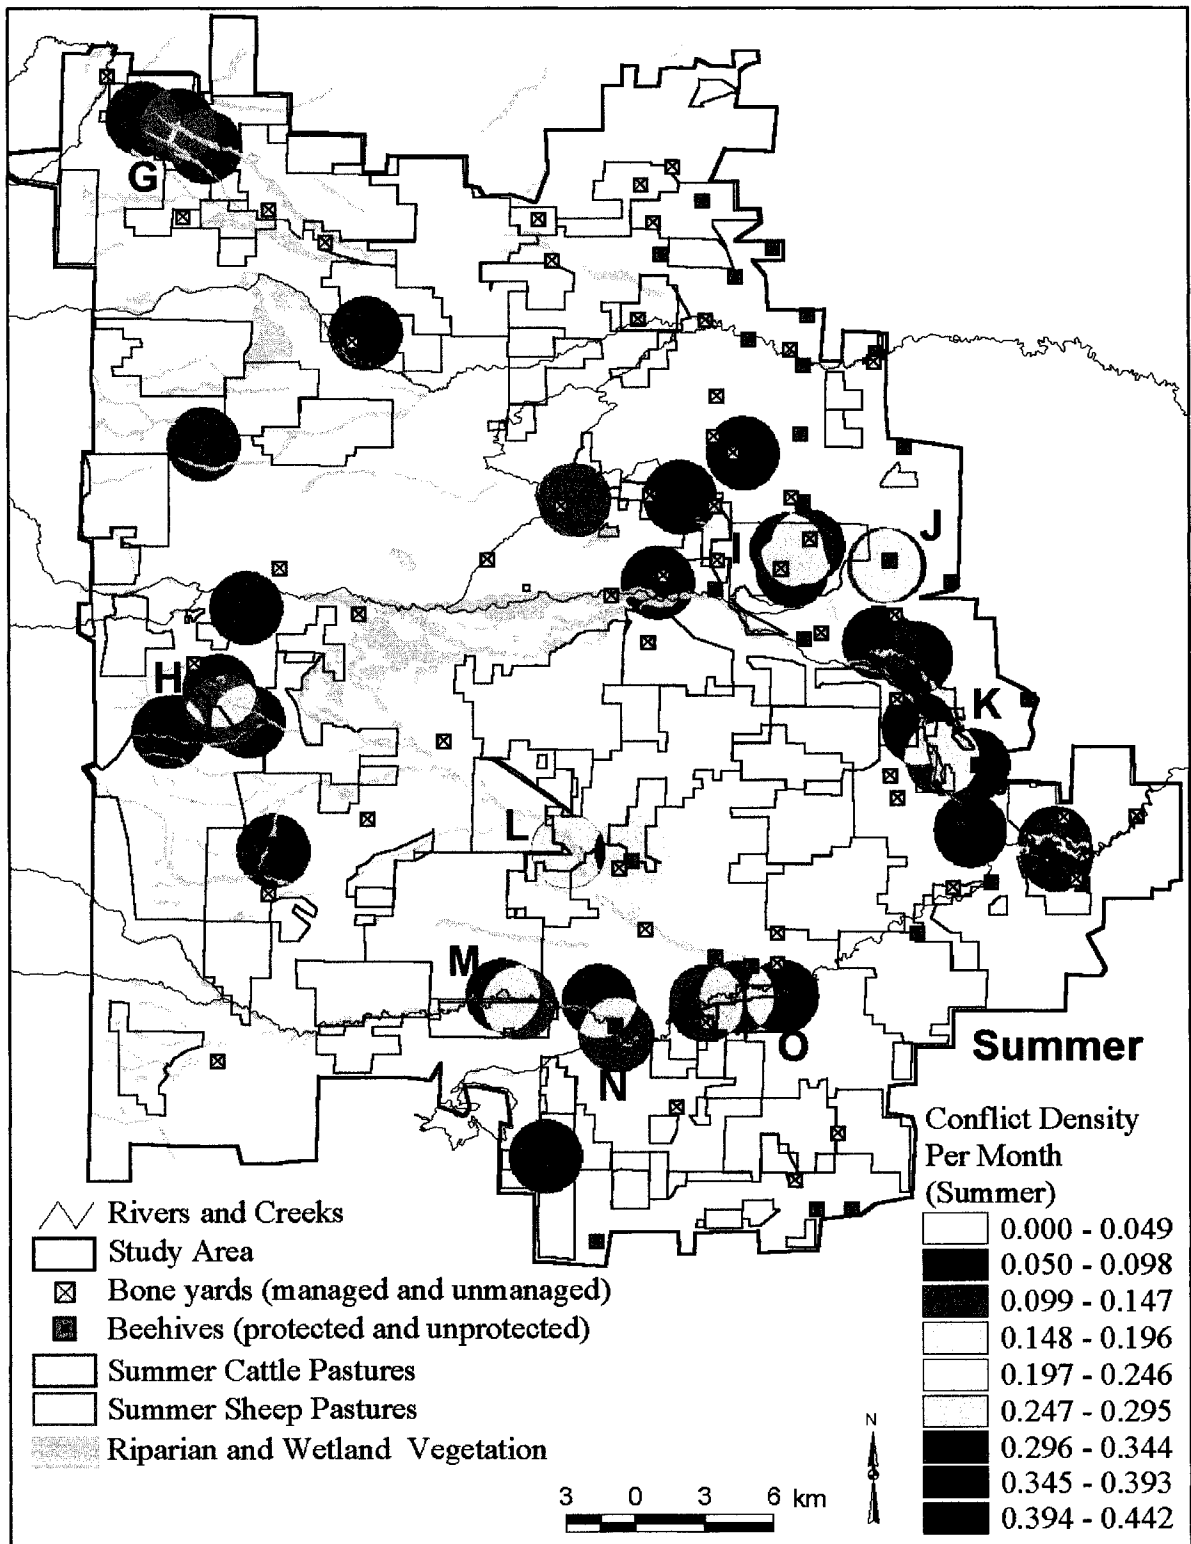 G
J
I
H
K
L
M
O
Summer
N
Conflict Density
Per Month
(Summer)
0.000 - 0.049
0.050 - 0.098
0.099 - 0.147
0.148 - 0.196
0.197 - 0.246
0.247 - 0.295
0.296 - 0.344
0.345 - 0.393
0.394 - 0.442
Rivers and Creeks
Study Area
Bone yards (managed and unmanaged)
Beehives (protected and unprotected)
Summer Cattle Pastures
Summer Sheep Pastures
Riparian and Wetland Vegetation
N
3 0 3 6 km